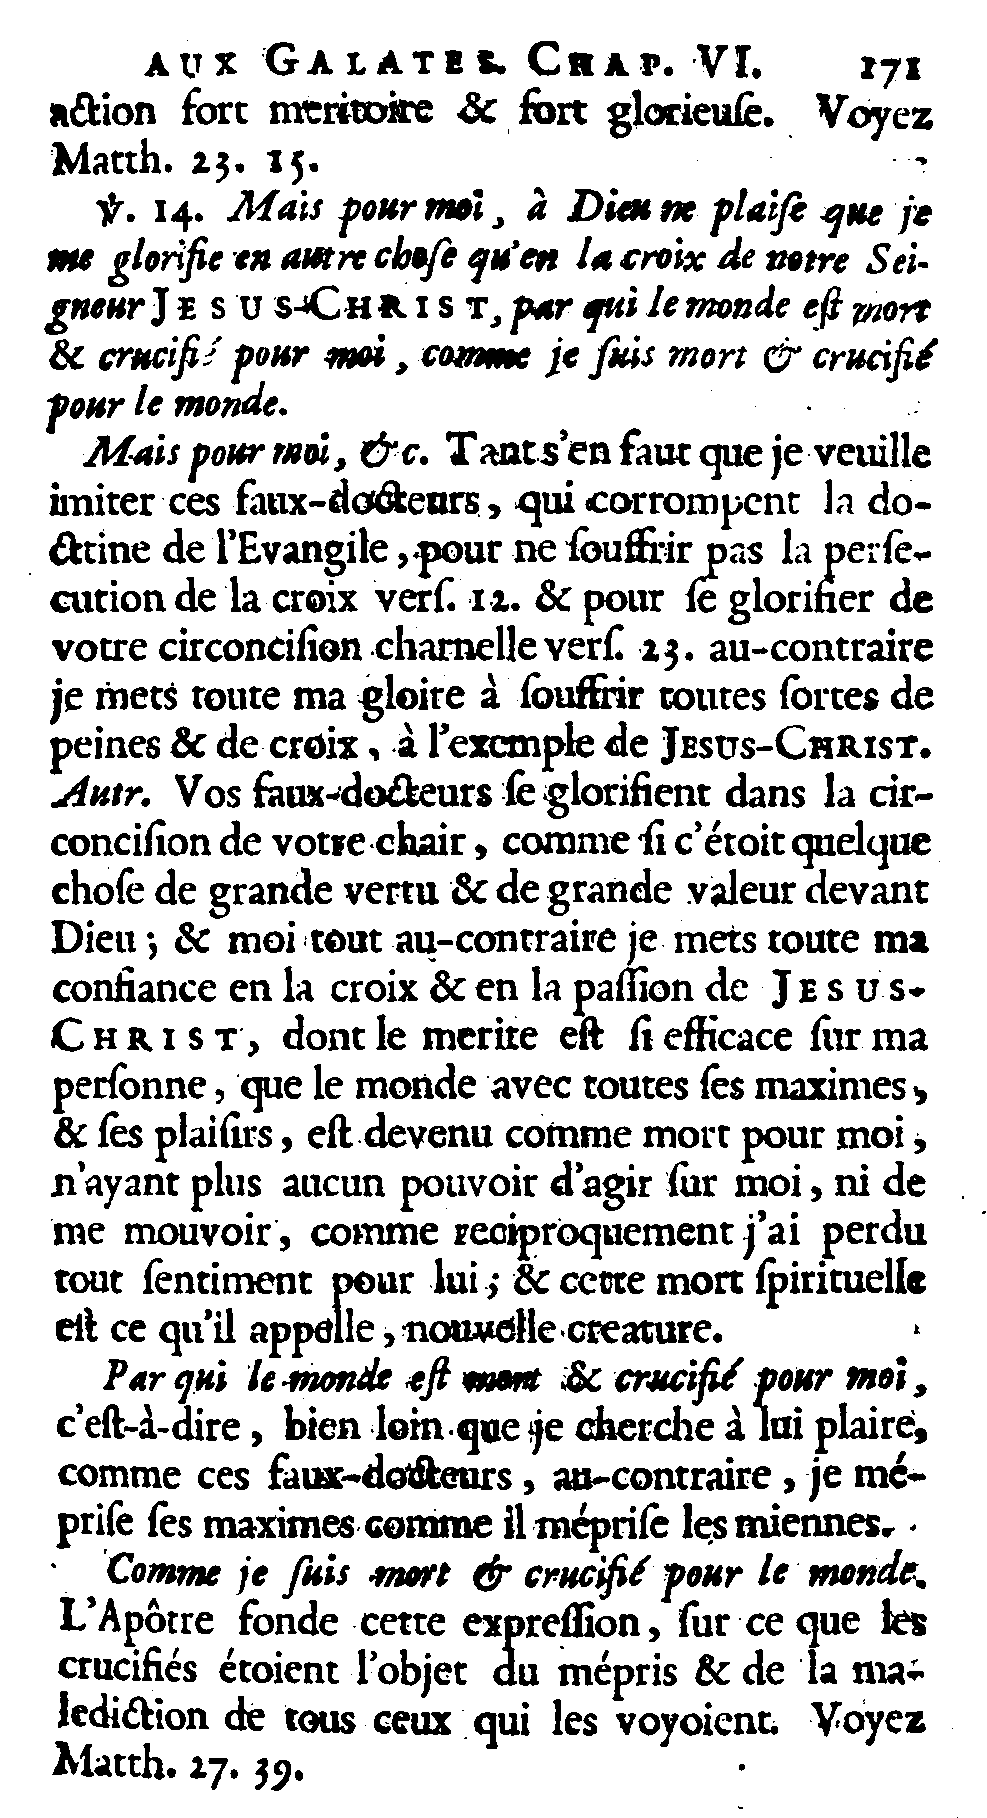 AUX GALATES. CHAP. VI. 171
action fort meritoire & fort glorieuſe. Voyez
Matth. 23. 15.
℣. 14. Mais pour moi, à Dieu ne plaiſe que je
me glorifie en autre choſe qu'en la croix de notre Sei-
gneur JESUS-CHRIST, par qui le monde eſt mort
& crucifié pour moi, comme je ſuis mort & crucifié
pour le monde.
Mais pour moi, &c. Tant s'en faut que je veuille
imiter ces faux-docteurs, qui corrompent la do-
ctrine de l'Evangile, pour ne ſouffrir pas la perſe-
cution de la croix verſ. 12. & pour ſe glorifier de
votre circonciſion charnelle verſ. 23. au-contraire
je mets toute ma gloire à ſouffrir toutes ſortes de
peines & de croix, à l'exemple de JESUS-CHRIST.
Autr. Vos faux-docteurs ſe glorifient dans la cir-
conciſion de votre chair, comme ſi c'étoit quelque
choſe de grande vertu & de grande valeur devant
Dieu; & moi tout au-contraire je mets toute ma
confiance en la croix & en la paſſion de JESUS-
CHRIST, dont le merite eſt ſi efficace ſur ma
perſonne, que le monde avec toutes ſes maximes,
& ſes plaiſirs, eſt devenu comme mort pour moi,
n'ayant plus aucun pouvoir d'agir ſur moi, ni de
me mouvoir, comme reciproquement j'ai perdu
tout ſentiment pour lui; & cette mort ſpirituelle
eſt ce qu'il appelle, nouvelle creature.
Par qui le monde eſt mort & crucifié pour moi,
c'eſt-à-dire, bien loin que je cherche à lui plaire,
comme ces faux-docteurs, au-contraire, je mé-
priſe ſes maximes comme il mépriſe les miennes.
Comme je ſuis mort & crucifié pour le monde.
L'Apôtre fonde cette expreſſion, ſur ce que les
crucifiés étoient l'objet du mépris & de la ma-
lediction de tous ceux qui les voyoient. Voyez
Matth. 27. 39.